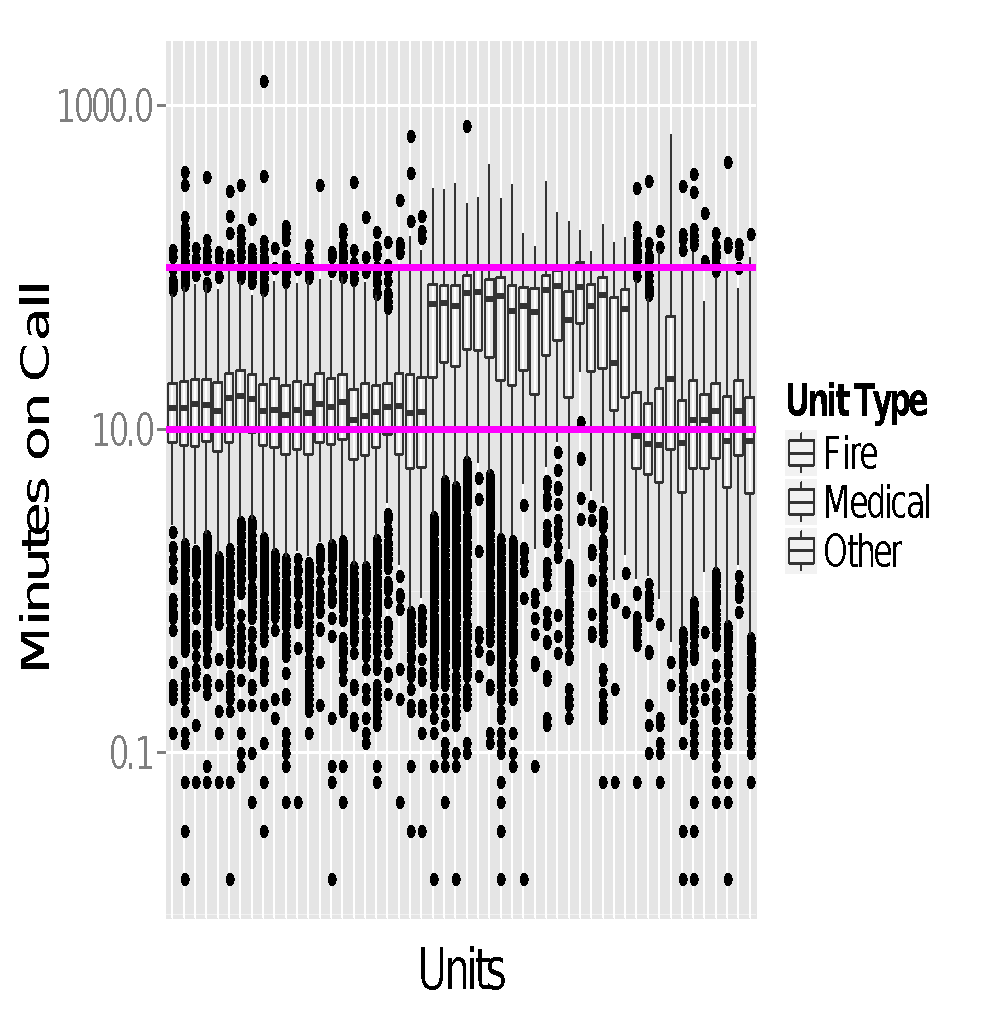 Minutes on Call
1000.0
10.0
0.1
Units
Unit Type
Fire
Medical
Other